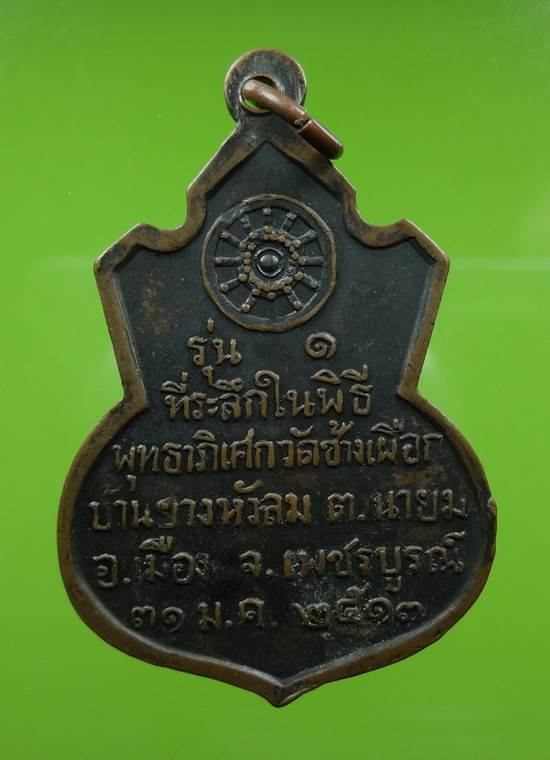 รุ่น ๑
ที่ระลึกในพิธี
พุทธาภิเศกวัดช้างเผือก
บ้านยางหัวลม ต.นายม
อ.เมือง จ.เพชรบูรณ์
๓๑ ม.ค. ๒๕๑๓